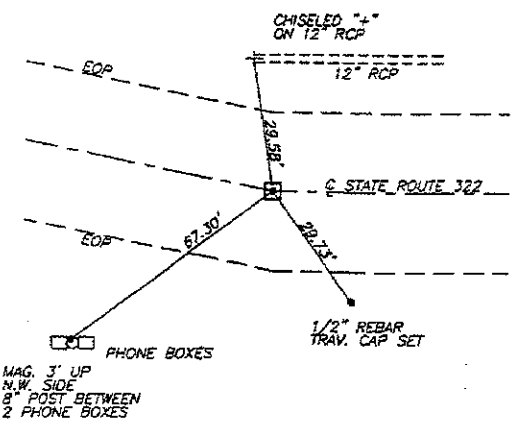 CHISELED "+"
ON 12" RCP
12" RCP
EOP
29.58'
℄ STATE ROUTE 322
67.30'
29.73'
EOP
1/2" REBAR
TRAV. CAP SET
PHONE BOXES
MAG. 3' UP
N.W. SIDE
8" POST BETWEEN
2 PHONE BOXES